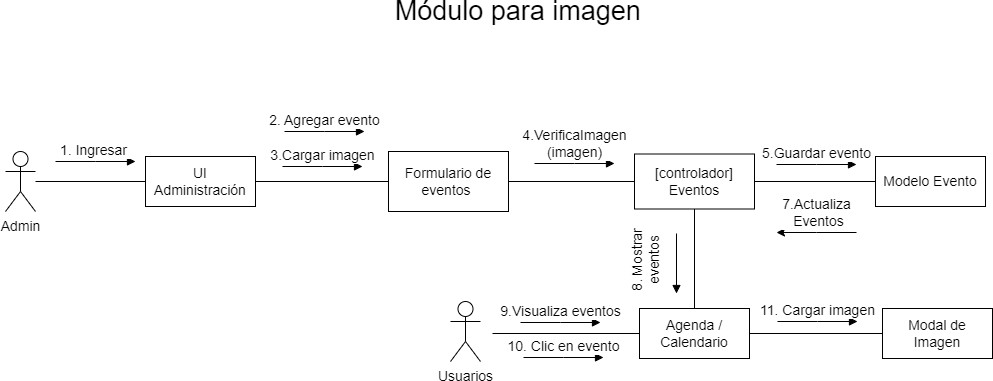 Módulo para imagen
2. Agregar evento
1. Ingresar
3.Cargar imagen
4.VerificaImagen
(imagen)
5.Guardar evento
UI
Administración
Formulario de
eventos
[controlador]
Eventos
Modelo Evento
Admin
7.Actualiza
Eventos
8. Mostrar
eventos
9.Visualiza eventos
11. Cargar imagen
Agenda /
Calendario
Modal de
Imagen
10. Clic en evento
Usuarios